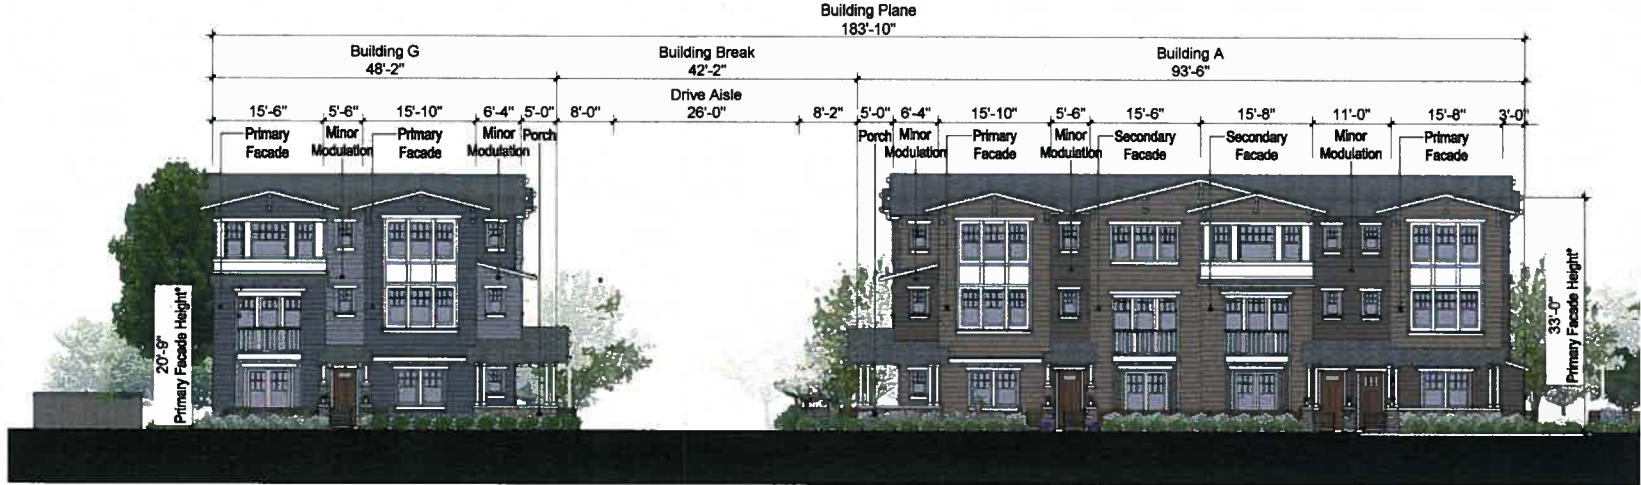 Building Plane
183'-10"
Building G
48'-2"
Building Break
42'-2"
Building A
93'-6"
Drive Aisle
15'-6" 5'-6" 15'-10" 6'-4" 5'-0" 8'-0" 26'-0" 8'-2" 5'-0" 6'-4" 15'-10" 5'-6" 15'-6" 15'-8" 11'-0" 15'-8" 3'-0"
Primary
Facade
Minor
Modulation
Primary
Facade
Minor
Modulation
Porch
Porch
Minor
Modulation
Primary
Facade
Minor
Modulation
Secondary
Facade
Secondary
Facade
Minor
Modulation
Primary
Facade
20'-9"
Primary Facade Height*
33'-0"
Primary Facade Height*